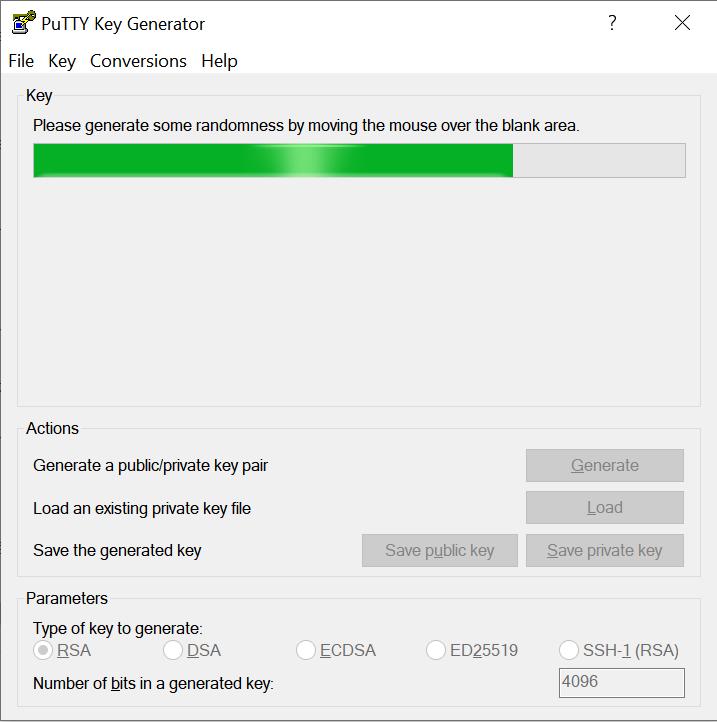 PuTTY Key Generator
File Key Conversions Help
Key
Please generate some randomness by moving the mouse over the blank area.
Actions
Generate a public/private key pair
Generate
Load an existing private key file
Load
Save the generated key
Save public key
Save private key
Parameters
Type of key to generate:
RSA DSA ECDSA ED25519 SSH-1 (RSA)
Number of bits in a generated key:
4096